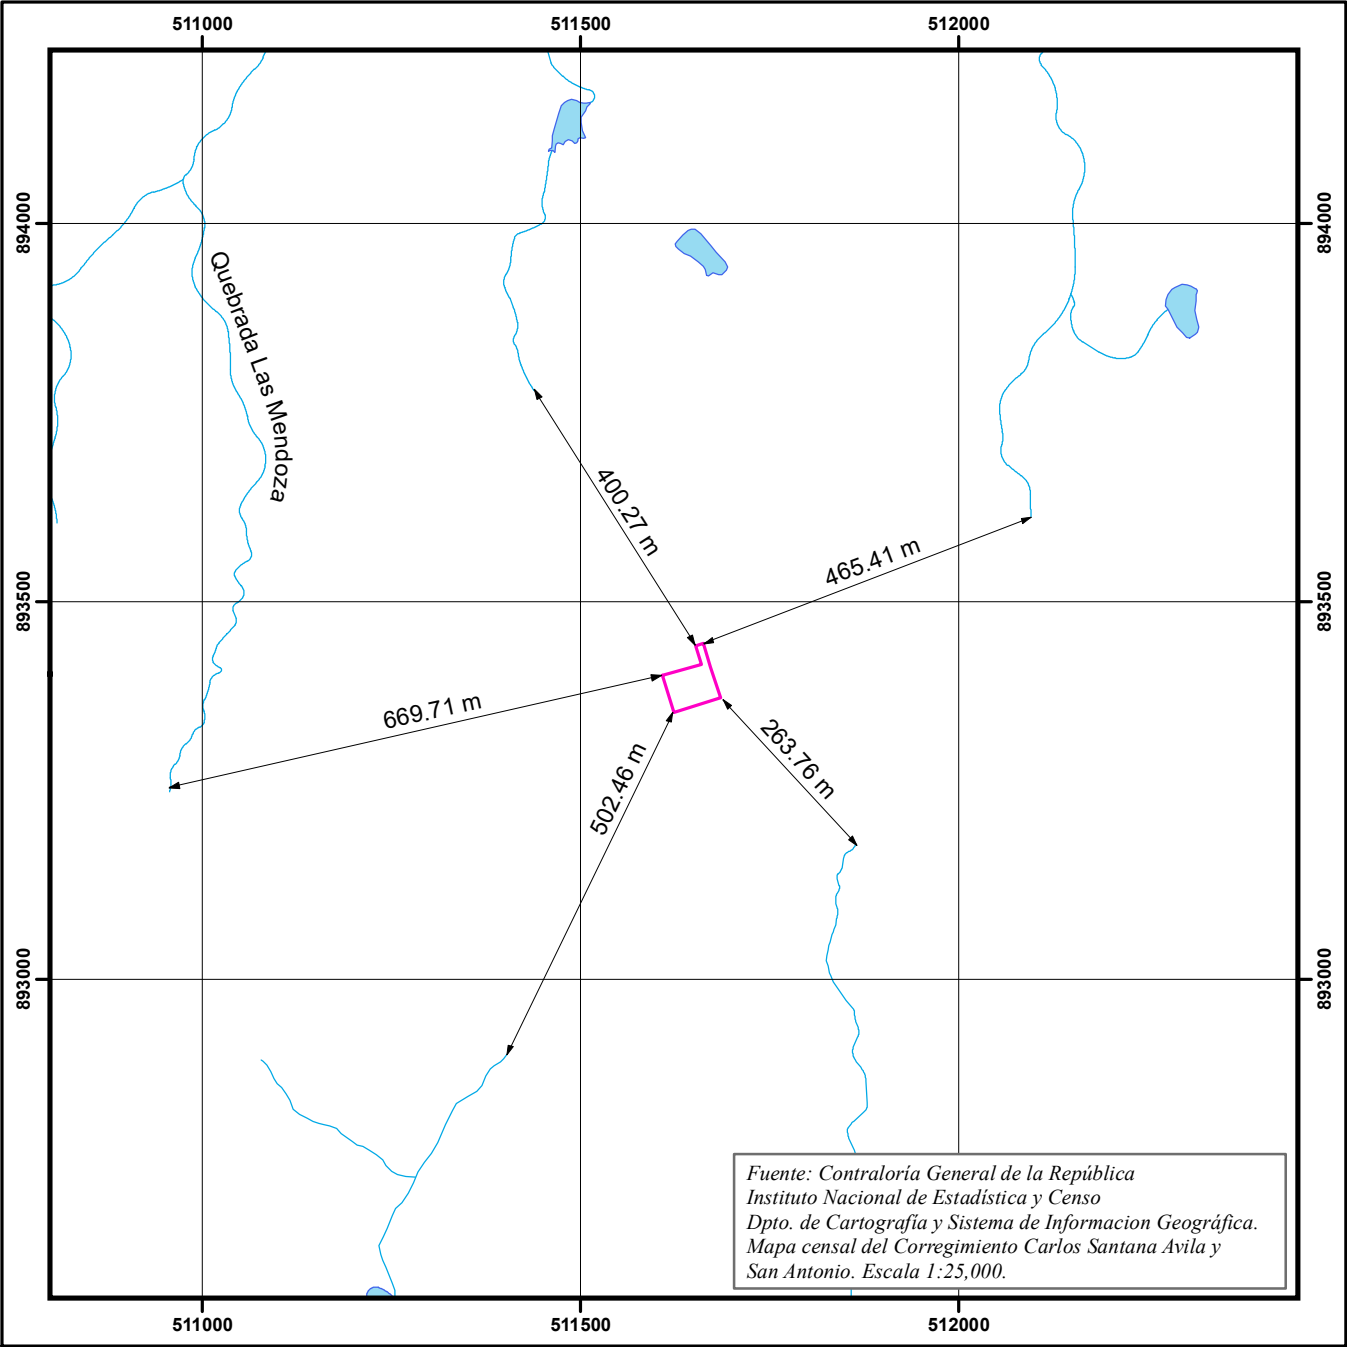 511000
511500
512000
894000
894000
Quebrada Las Mendoza
400.27 m
465.41 m
893500
893500
669.71 m
263.76 m
502.46 m
893000
893000
Fuente: Contraloría General de la República
Instituto Nacional de Estadística y Censo
Dpto. de Cartografía y Sistema de Informacion Geográfica.
Mapa censal del Corregimiento Carlos Santana Avila y
San Antonio. Escala 1:25,000.
511000
511500
512000